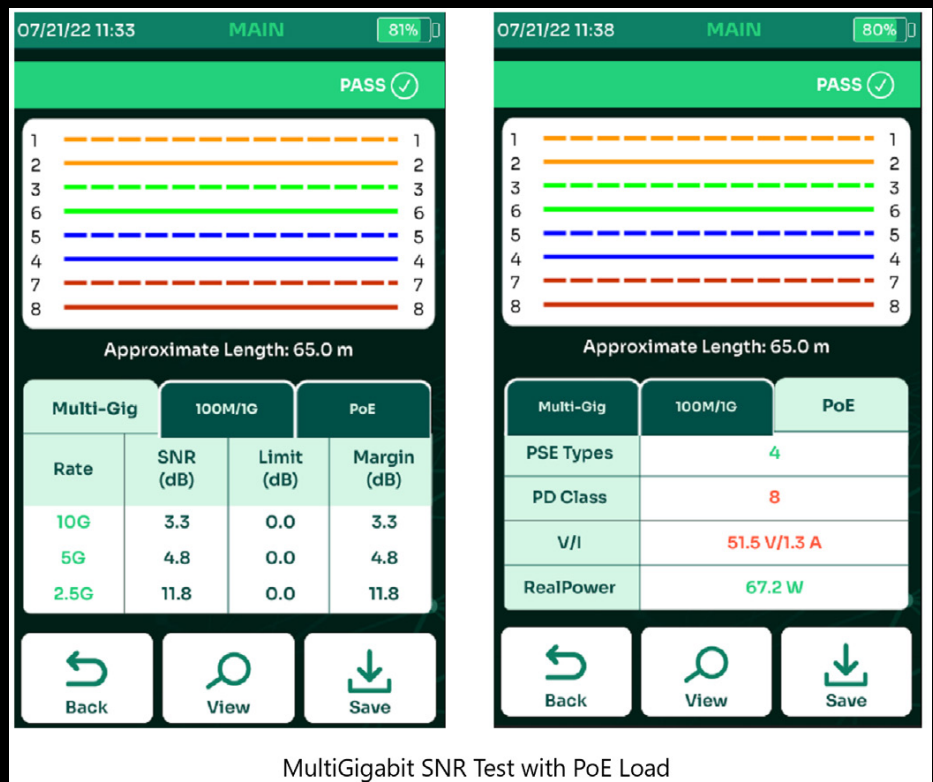 07/21/22 11:33 MAIN 81%
PASS
1 1
2 2
3 3
6 6
5 5
4 4
7 7
8 8
Approximate Length: 65.0 m
Multi-Gig 100M/1G PoE
Rate SNR (dB) Limit (dB) Margin (dB)
10G 3.3 0.0 3.3
5G 4.8 0.0 4.8
2.5G 11.8 0.0 11.8
Back View Save
07/21/22 11:38 MAIN 80%
PASS
1 1
2 2
3 3
6 6
5 5
4 4
7 7
8 8
Approximate Length: 65.0 m
Multi-Gig 100M/1G PoE
PSE Types 4
PD Class 8
V/I 51.5 V/1.3 A
RealPower 67.2 W
Back View Save
MultiGigabit SNR Test with PoE Load